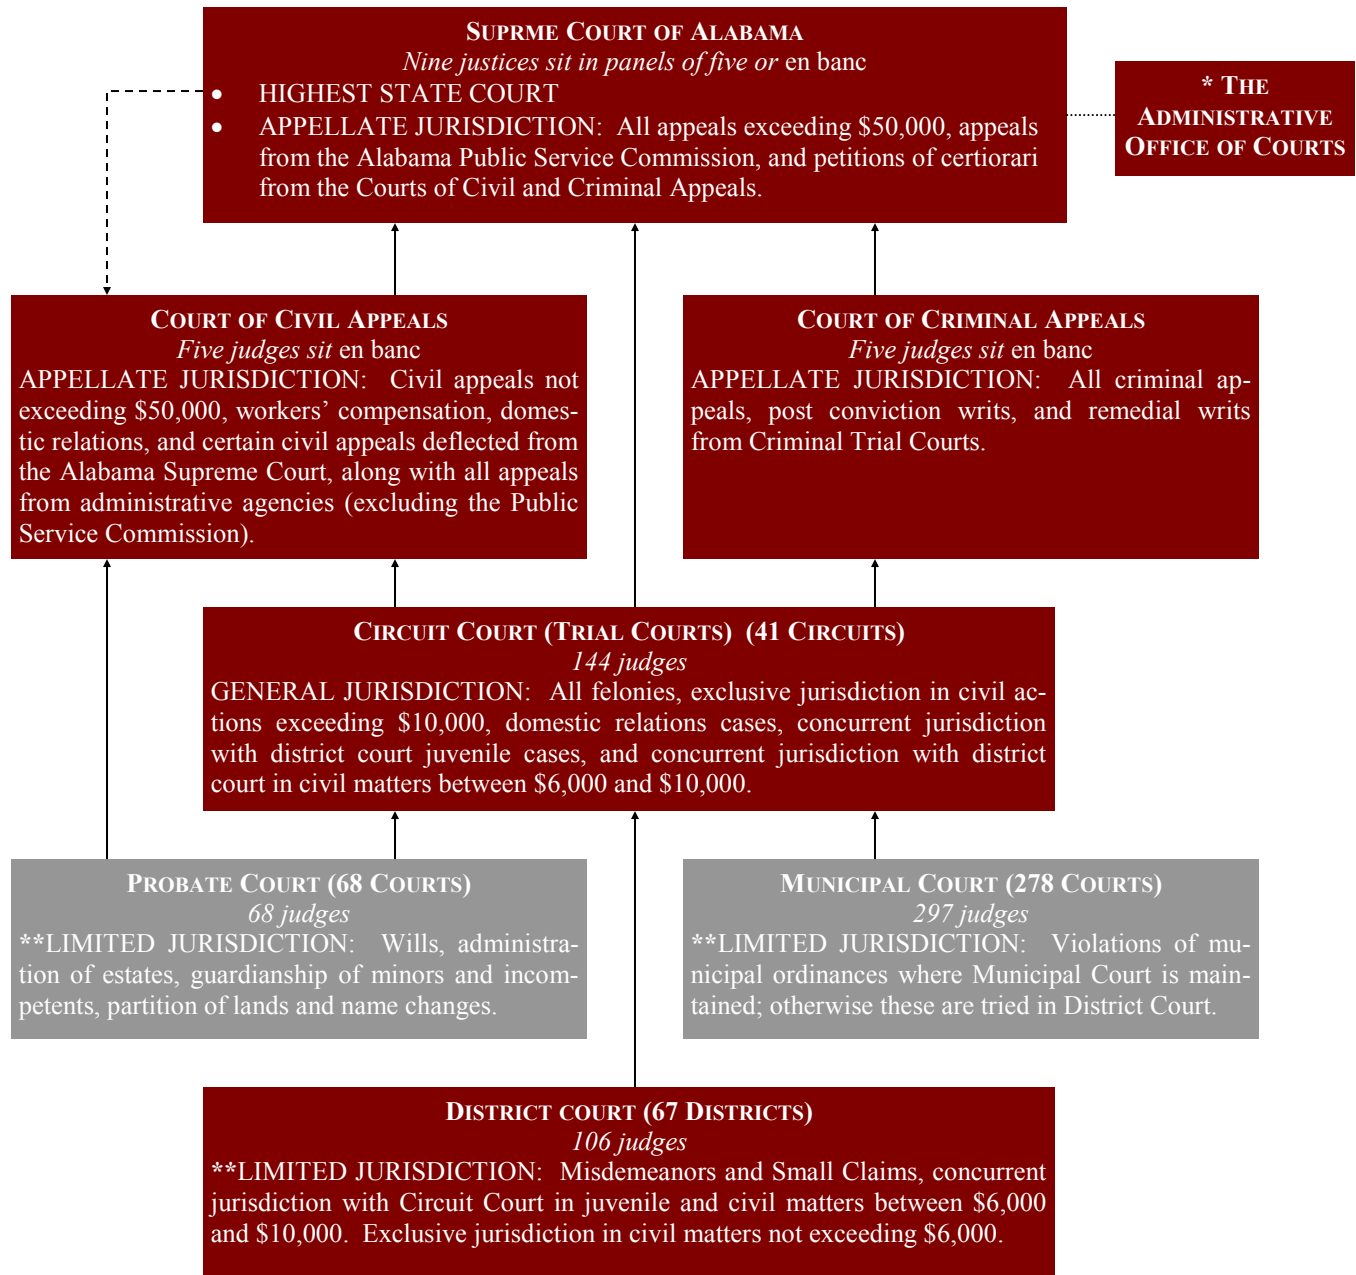 SUPRME COURT OF ALABAMA
Nine justices sit in panels of five or en banc
• HIGHEST STATE COURT
• APPELLATE JURISDICTION: All appeals exceeding $50,000, appeals
from the Alabama Public Service Commission, and petitions of certiorari
from the Courts of Civil and Criminal Appeals.
* THE
ADMINISTRATIVE
OFFICE OF COURTS
COURT OF CIVIL APPEALS
Five judges sit en banc
APPELLATE JURISDICTION: Civil appeals not
exceeding $50,000, workers’ compensation, domes-
tic relations, and certain civil appeals deflected from
the Alabama Supreme Court, along with all appeals
from administrative agencies (excluding the Public
Service Commission).
COURT OF CRIMINAL APPEALS
Five judges sit en banc
APPELLATE JURISDICTION: All criminal ap-
peals, post conviction writs, and remedial writs
from Criminal Trial Courts.
CIRCUIT COURT (TRIAL COURTS) (41 CIRCUITS)
144 judges
GENERAL JURISDICTION: All felonies, exclusive jurisdiction in civil ac-
tions exceeding $10,000, domestic relations cases, concurrent jurisdiction
with district court juvenile cases, and concurrent jurisdiction with district
court in civil matters between $6,000 and $10,000.
PROBATE COURT (68 COURTS)
68 judges
**LIMITED JURISDICTION: Wills, administra-
tion of estates, guardianship of minors and incom-
petents, partition of lands and name changes.
MUNICIPAL COURT (278 COURTS)
297 judges
**LIMITED JURISDICTION: Violations of mu-
nicipal ordinances where Municipal Court is main-
tained; otherwise these are tried in District Court.
DISTRICT COURT (67 DISTRICTS)
106 judges
**LIMITED JURISDICTION: Misdemeanors and Small Claims, concurrent
jurisdiction with Circuit Court in juvenile and civil matters between $6,000
and $10,000. Exclusive jurisdiction in civil matters not exceeding $6,000.